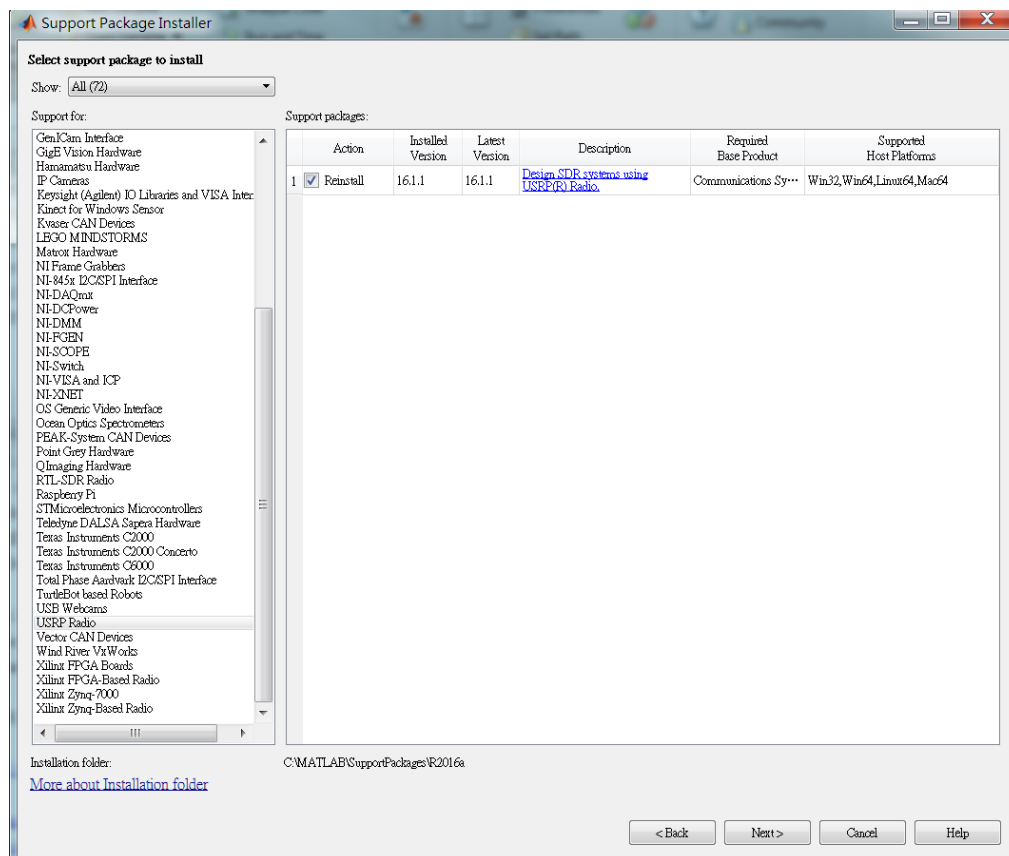 Support Package Installer
Community
Select support package to install
Show: All (72)
Support for:
GenICam Interface
GigE Vision Hardware
Hamamatsu Hardware
IP Cameras
Keysight (Agilent) IO Libraries and VISA Inter
Kinect for Windows Sensor
Kvaser CAN Devices
LEGO MINDSTORMS
Matrox Hardware
NI Frame Grabbers
NI-845x I2C/SPI Interface
NI-DAQmx
NI-DCPower
NI-DMM
NI-FGEN
NI-SCOPE
NI-Switch
NI-VISA and ICP
NI-XNET
OS Generic Video Interface
Ocean Optics Spectrometers
PEAK-System CAN Devices
Point Grey Hardware
QImaging Hardware
RTL-SDR Radio
Raspberry Pi
STMicroelectronics Microcontrollers
Teledyne DALSA Sapera Hardware
Texas Instruments C2000
Texas Instruments C2000 Concerto
Texas Instruments C6000
Total Phase Aardvark I2C/SPI Interface
TurtleBot based Robots
USB Webcams
USRP Radio
Vector CAN Devices
Wind River VxWorks
Xilinx FPGA Boards
Xilinx FPGA-Based Radio
Xilinx Zynq-7000
Xilinx Zynq-Based Radio
Support packages:
Action Installed Version Latest Version Description Required Base Product Supported Host Platforms
1 Reinstall 16.1.1 16.1.1 Design SDR systems using USRP(R) Radio. Communications Sy··· Win32,Win64,Linux64,Mac64
Installation folder: C:\MATLAB\SupportPackages\R2016a
More about Installation folder
< Back Next > Cancel Help